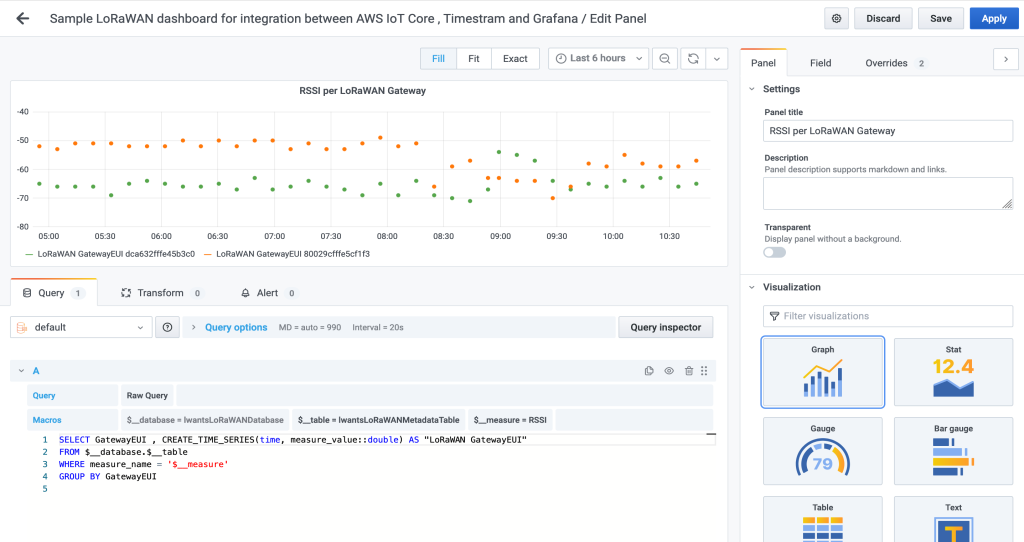 Sample LoRaWAN dashboard for integration between AWS IoT Core , Timestram and Grafana / Edit Panel
Discard
Save
Apply
Fill
Fit
Exact
Last 6 hours
Panel
Field
Overrides 2
RSSI per LoRaWAN Gateway
-40
-50
-60
-70
-80
05:00
05:30
06:00
06:30
07:00
07:30
08:00
08:30
09:00
09:30
10:00
10:30
LoRaWAN GatewayEUI dca632fffe45b3c0
LoRaWAN GatewayEUI 80029cfffe5cf1f3
Query 1
Transform 0
Alert 0
default
Query options
MD = auto = 990
Interval = 20s
Query inspector
A
Query
Raw Query
Macros
$__database = IwantsLoRaWANDatabase
$__table = IwantsLoRaWANMetadataTable
$__measure = RSSI
1 SELECT GatewayEUI , CREATE_TIME_SERIES(time, measure_value::double) AS "LoRaWAN GatewayEUI"
2 FROM $__database.$__table
3 WHERE measure_name = '$__measure'
4 GROUP BY GatewayEUI
5
Settings
Panel title
RSSI per LoRaWAN Gateway
Description
Panel description supports markdown and links.
Transparent
Display panel without a background.
Visualization
Filter visualizations
Graph
Stat
12.4
Gauge
79
Bar gauge
Table
Text
T